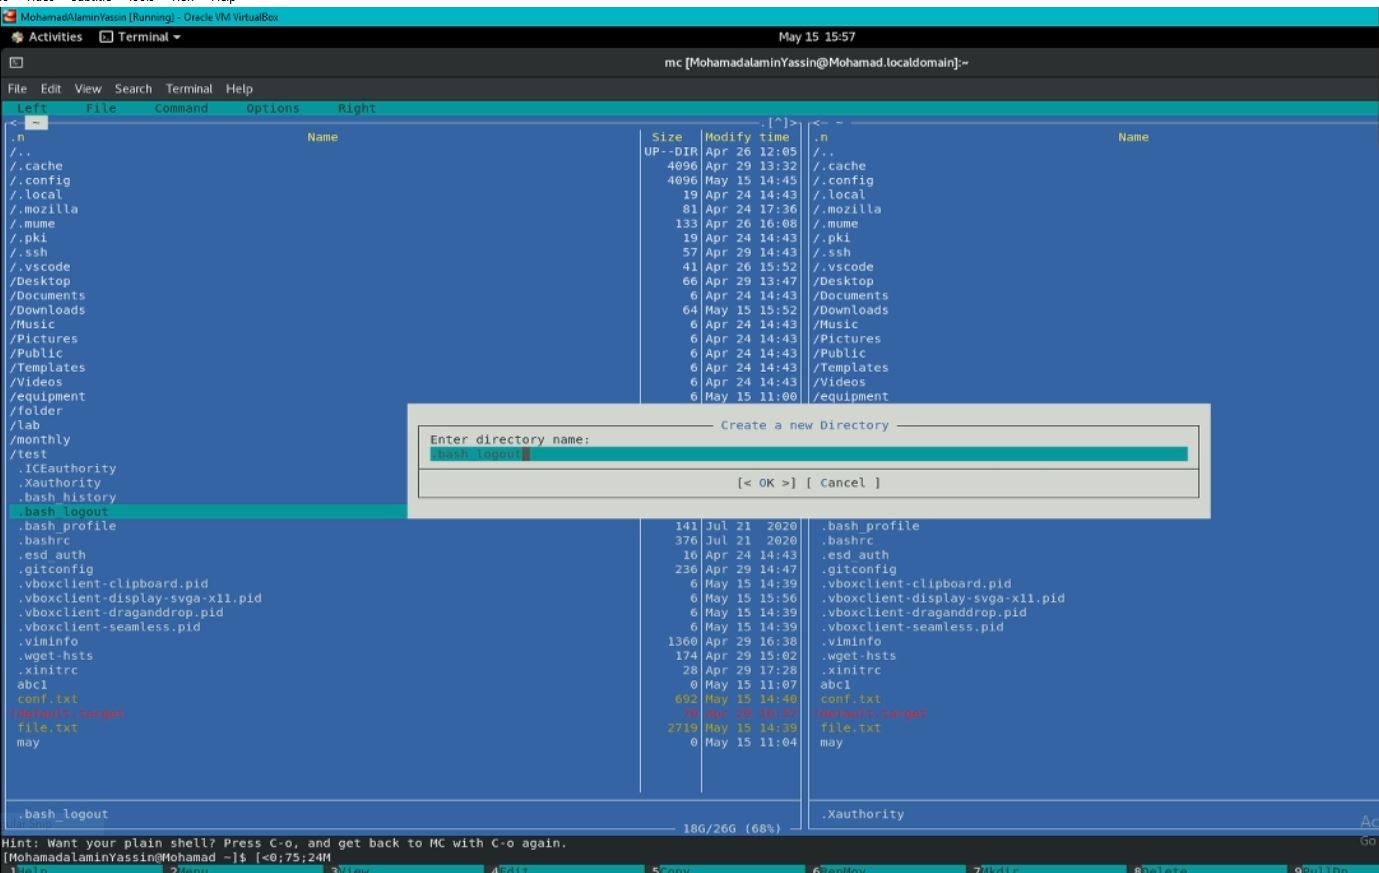 Help
MohamadAlaminYassin [Running] - Oracle VM VirtualBox
Activities Terminal May 15 15:57
mc [MohamadalaminYassin@Mohamad.localdomain]:~
File Edit View Search Terminal Help
Left File Command Options Right
<- ~ .[^]> <- ~
.n Name Size Modify time .n Name
/.. UP--DIR Apr 26 12:05 /..
/.cache 4096 Apr 29 13:32 /.cache
/.config 4096 May 15 14:45 /.config
/.local 19 Apr 24 14:43 /.local
/.mozilla 81 Apr 24 17:36 /.mozilla
/.mume 133 Apr 26 16:08 /.mume
/.pki 19 Apr 24 14:43 /.pki
/.ssh 57 Apr 29 14:43 /.ssh
/.vscode 41 Apr 26 15:52 /.vscode
/Desktop 66 Apr 29 13:47 /Desktop
/Documents 6 Apr 24 14:43 /Documents
/Downloads 64 May 15 15:52 /Downloads
/Music 6 Apr 24 14:43 /Music
/Pictures 6 Apr 24 14:43 /Pictures
/Public 6 Apr 24 14:43 /Public
/Templates 6 Apr 24 14:43 /Templates
/Videos 6 Apr 24 14:43 /Videos
/equipment 6 May 15 11:00 /equipment
/folder
/lab Create a new Directory
/monthly Enter directory name:
/test .bash_logout
.ICEauthority
.Xauthority [< OK >] [ Cancel ]
.bash_history
.bash_logout
.bash_profile 141 Jul 21 2020 .bash_profile
.bashrc 376 Jul 21 2020 .bashrc
.esd_auth 16 Apr 24 14:43 .esd_auth
.gitconfig 236 Apr 29 14:47 .gitconfig
.vboxclient-clipboard.pid 6 May 15 14:39 .vboxclient-clipboard.pid
.vboxclient-display-svga-x11.pid 6 May 15 15:56 .vboxclient-display-svga-x11.pid
.vboxclient-draganddrop.pid 6 May 15 14:39 .vboxclient-draganddrop.pid
.vboxclient-seamless.pid 6 May 15 14:39 .vboxclient-seamless.pid
.viminfo 1360 Apr 29 16:38 .viminfo
.wget-hsts 174 Apr 29 15:02 .wget-hsts
.xinitrc 28 Apr 29 17:28 .xinitrc
abc1 0 May 15 11:07 abc1
conf.txt 692 May 15 14:40 conf.txt
!default.target !default.target
file.txt 2719 May 15 14:39 file.txt
may 0 May 15 11:04 may
.bash_logout .Xauthority
18G/26G (68%)
Hint: Want your plain shell? Press C-o, and get back to MC with C-o again.
[MohamadalaminYassin@Mohamad ~]$ [<0;75;24M
1Help 2Menu 3View 4Edit 5Copy 6RenMov 7Mkdir 8Delete 9PullDn